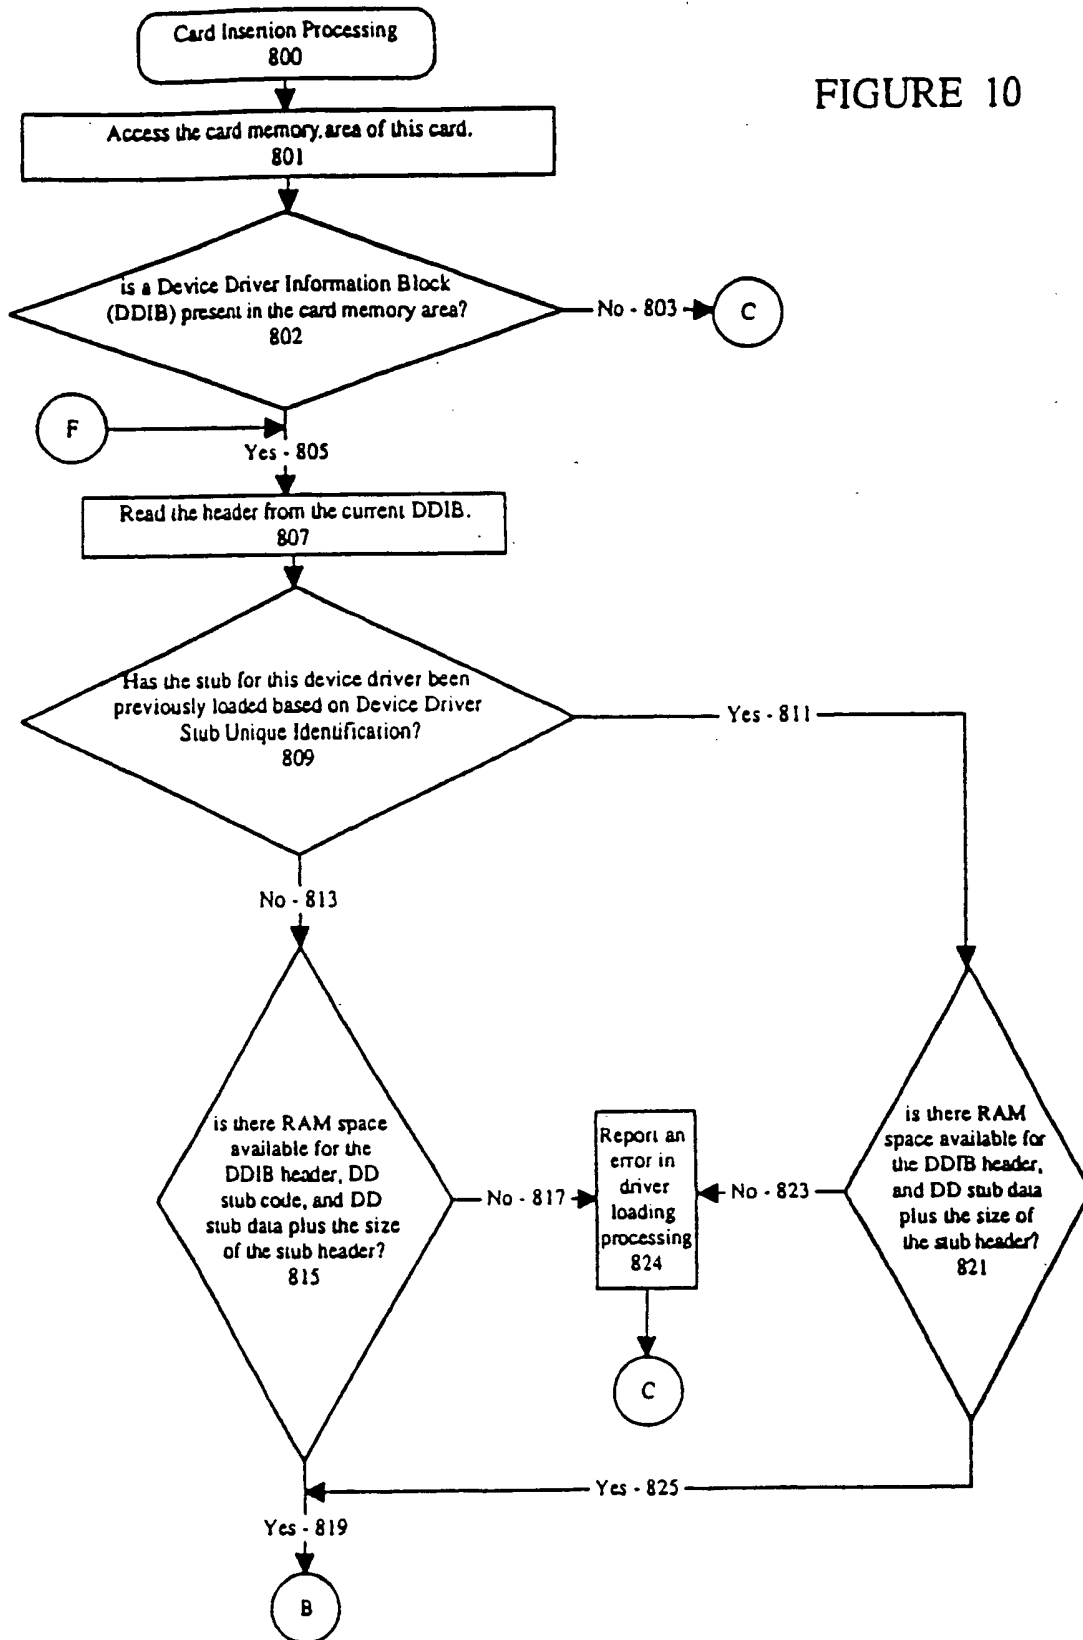 Card Insertion Processing
800
FIGURE 10
Access the card memory area of this card.
801
is a Device Driver Information Block
(DDIB) present in the card memory area?
802
No - 803
C
F
Yes - 805
Read the header from the current DDIB.
807
Has the stub for this device driver been
previously loaded based on Device Driver
Stub Unique Identification?
809
Yes - 811
No - 813
is there RAM space
available for the
DDIB header, DD
stub code, and DD
stub data plus the size
of the stub header?
815
No - 817
Report an
error in
driver
loading
processing
824
No - 823
is there RAM
space available for
the DDIB header,
and DD stub data
plus the size of
the stub header?
821
C
Yes - 825
Yes - 819
B